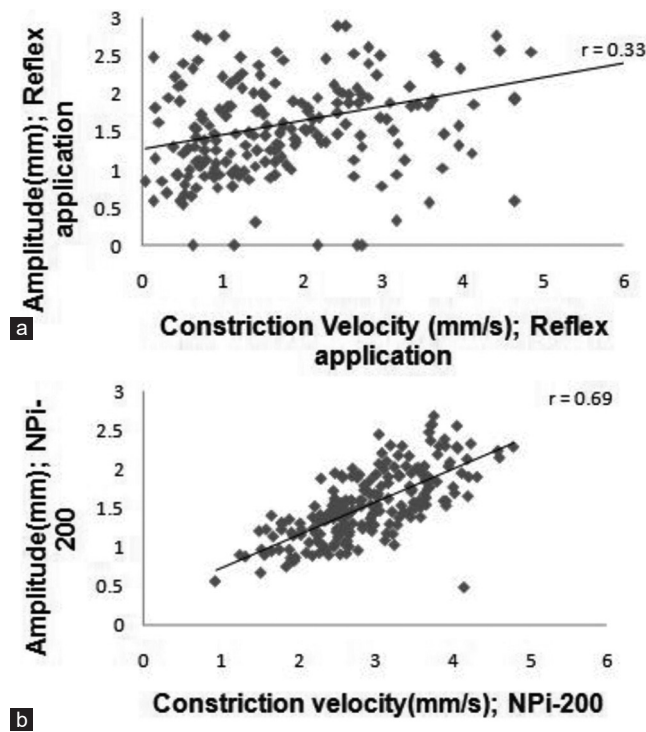 3
2.5
2
1.5
1
0.5
0
Amplitude(mm); Reflex
application
r = 0.33
0 1 2 3 4 5 6
Constriction Velocity (mm/s); Reflex
application
a
3
2.5
2
1.5
1
0.5
0
Amplitude(mm); NPi-
200
r = 0.69
0 1 2 3 4 5 6
Constriction velocity(mm/s); NPi-200
b